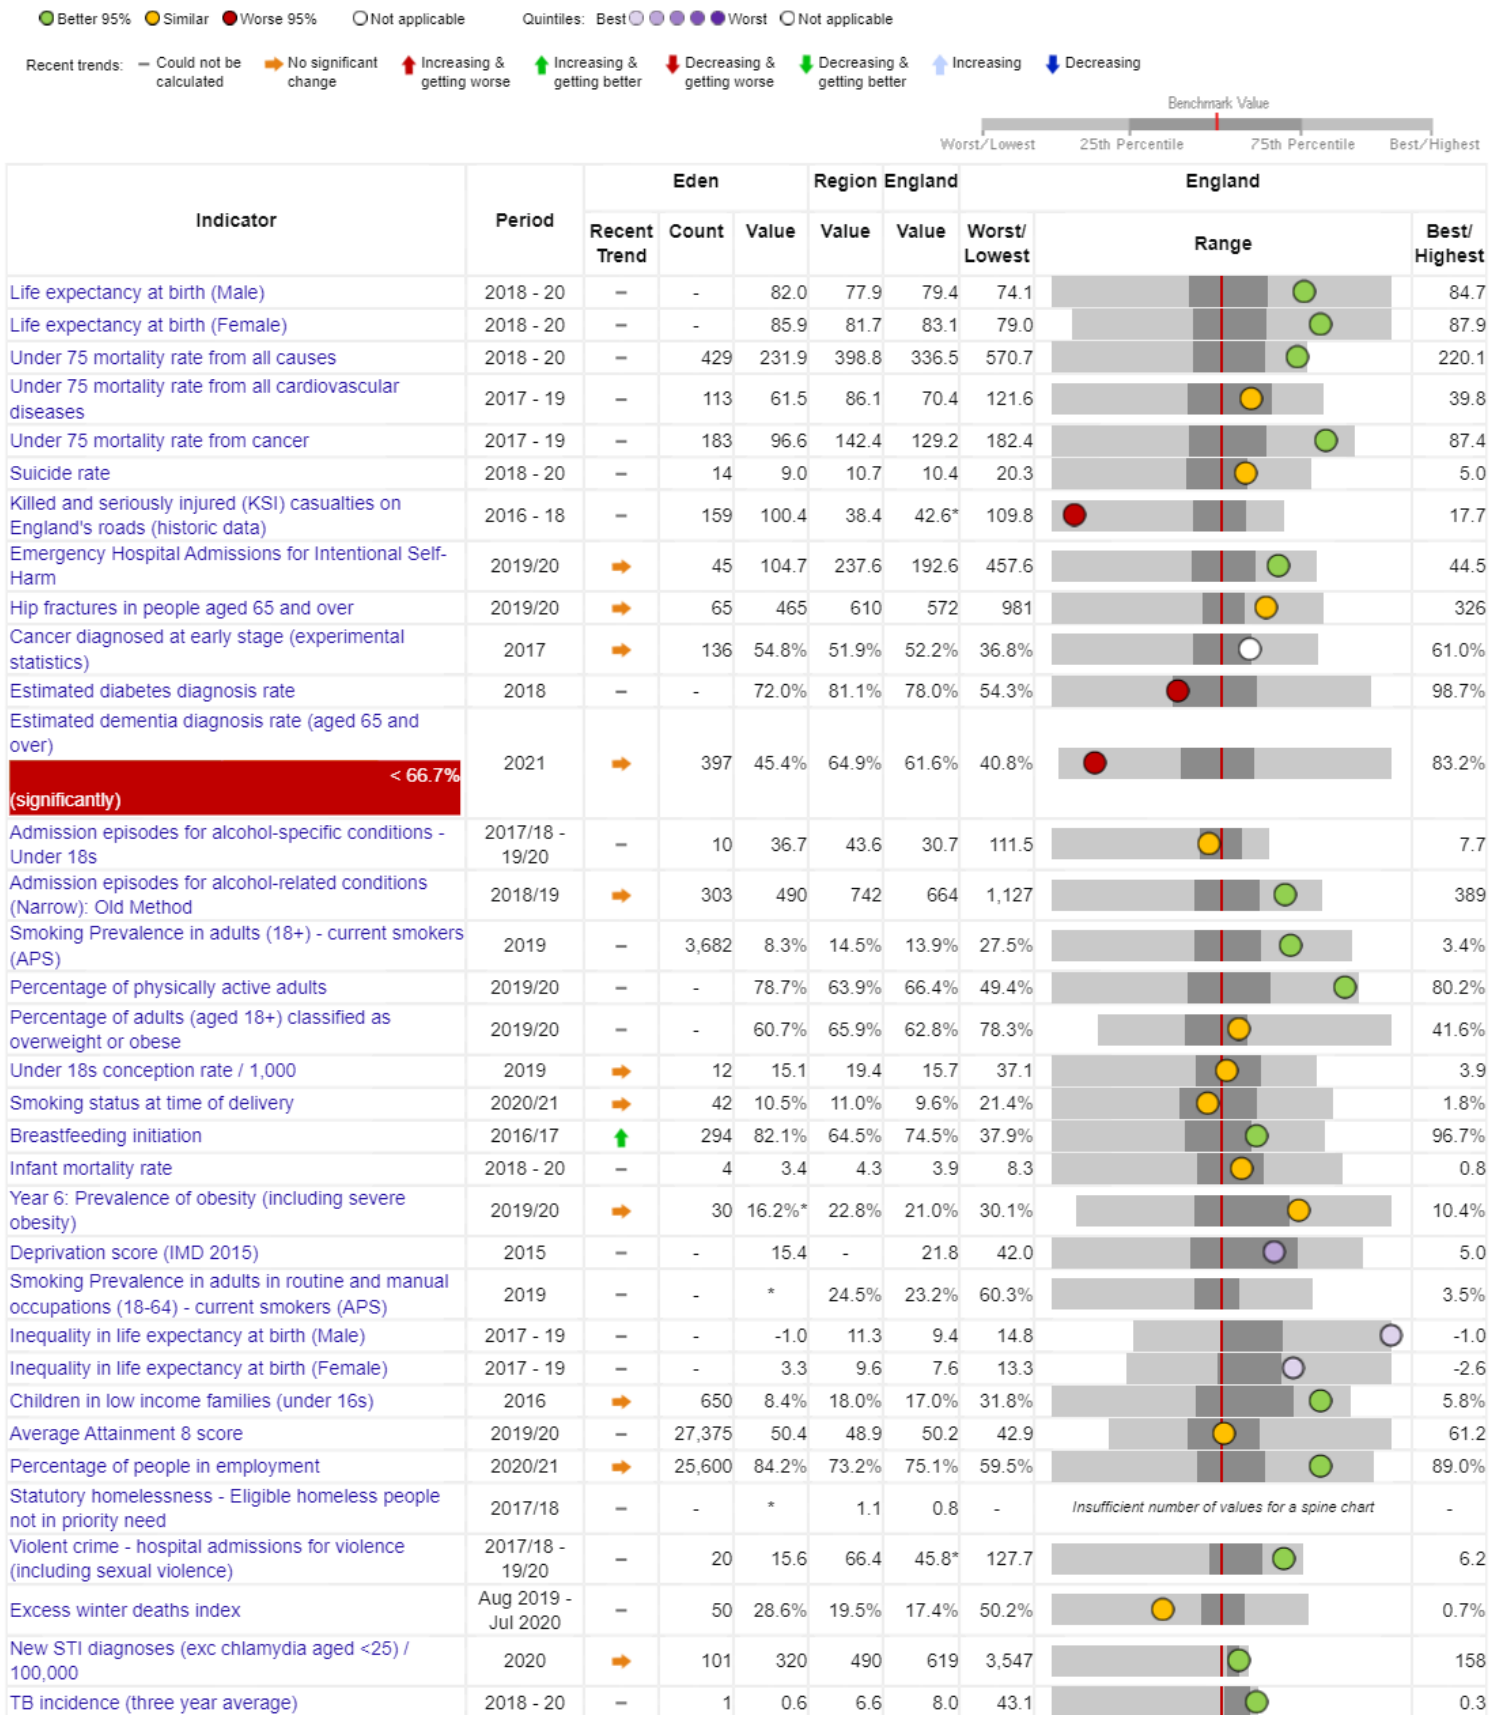 Better 95% Similar Worse 95% Not applicable Quintiles: Best Worst Not applicable
Recent trends: – Could not be calculated No significant change Increasing & getting worse Increasing & getting better Decreasing & getting worse Decreasing & getting better Increasing Decreasing
Benchmark Value
Worst/Lowest 25th Percentile 75th Percentile Best/Highest
Indicator Period Eden Region England England
Recent Trend Count Value Value Value Worst/ Lowest Range Best/ Highest
Life expectancy at birth (Male) 2018 - 20 – - 82.0 77.9 79.4 74.1 84.7
Life expectancy at birth (Female) 2018 - 20 – - 85.9 81.7 83.1 79.0 87.9
Under 75 mortality rate from all causes 2018 - 20 – 429 231.9 398.8 336.5 570.7 220.1
Under 75 mortality rate from all cardiovascular
diseases 2017 - 19 – 113 61.5 86.1 70.4 121.6 39.8
Under 75 mortality rate from cancer 2017 - 19 – 183 96.6 142.4 129.2 182.4 87.4
Suicide rate 2018 - 20 – 14 9.0 10.7 10.4 20.3 5.0
Killed and seriously injured (KSI) casualties on
England's roads (historic data) 2016 - 18 – 159 100.4 38.4 42.6* 109.8 17.7
Emergency Hospital Admissions for Intentional Self-
Harm 2019/20 45 104.7 237.6 192.6 457.6 44.5
Hip fractures in people aged 65 and over 2019/20 65 465 610 572 981 326
Cancer diagnosed at early stage (experimental
statistics) 2017 136 54.8% 51.9% 52.2% 36.8% 61.0%
Estimated diabetes diagnosis rate 2018 – - 72.0% 81.1% 78.0% 54.3% 98.7%
Estimated dementia diagnosis rate (aged 65 and
over)
< 66.7%
(significantly) 2021 397 45.4% 64.9% 61.6% 40.8% 83.2%
Admission episodes for alcohol-specific conditions -
Under 18s 2017/18 - 19/20 – 10 36.7 43.6 30.7 111.5 7.7
Admission episodes for alcohol-related conditions
(Narrow): Old Method 2018/19 303 490 742 664 1,127 389
Smoking Prevalence in adults (18+) - current smokers
(APS) 2019 – 3,682 8.3% 14.5% 13.9% 27.5% 3.4%
Percentage of physically active adults 2019/20 – - 78.7% 63.9% 66.4% 49.4% 80.2%
Percentage of adults (aged 18+) classified as
overweight or obese 2019/20 – - 60.7% 65.9% 62.8% 78.3% 41.6%
Under 18s conception rate / 1,000 2019 12 15.1 19.4 15.7 37.1 3.9
Smoking status at time of delivery 2020/21 42 10.5% 11.0% 9.6% 21.4% 1.8%
Breastfeeding initiation 2016/17 294 82.1% 64.5% 74.5% 37.9% 96.7%
Infant mortality rate 2018 - 20 – 4 3.4 4.3 3.9 8.3 0.8
Year 6: Prevalence of obesity (including severe
obesity) 2019/20 30 16.2%* 22.8% 21.0% 30.1% 10.4%
Deprivation score (IMD 2015) 2015 – - 15.4 - 21.8 42.0 5.0
Smoking Prevalence in adults in routine and manual
occupations (18-64) - current smokers (APS) 2019 – - * 24.5% 23.2% 60.3% 3.5%
Inequality in life expectancy at birth (Male) 2017 - 19 – - -1.0 11.3 9.4 14.8 -1.0
Inequality in life expectancy at birth (Female) 2017 - 19 – - 3.3 9.6 7.6 13.3 -2.6
Children in low income families (under 16s) 2016 650 8.4% 18.0% 17.0% 31.8% 5.8%
Average Attainment 8 score 2019/20 – 27,375 50.4 48.9 50.2 42.9 61.2
Percentage of people in employment 2020/21 25,600 84.2% 73.2% 75.1% 59.5% 89.0%
Statutory homelessness - Eligible homeless people
not in priority need 2017/18 – - * 1.1 0.8 - Insufficient number of values for a spine chart -
Violent crime - hospital admissions for violence
(including sexual violence) 2017/18 - 19/20 – 20 15.6 66.4 45.8* 127.7 6.2
Excess winter deaths index Aug 2019 - Jul 2020 – 50 28.6% 19.5% 17.4% 50.2% 0.7%
New STI diagnoses (exc chlamydia aged <25) /
100,000 2020 101 320 490 619 3,547 158
TB incidence (three year average) 2018 - 20 – 1 0.6 6.6 8.0 43.1 0.3